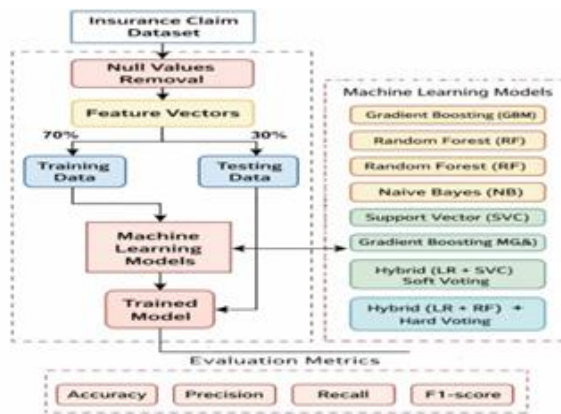 Insurance Claim
Dataset
Null Values
Removal
Feature Vectors
70%
30%
Training
Data
Testing
Data
Machine
Learning
Models
Trained
Model
Machine Learning Models
Gradient Boosting (GBM)
Random Forest (RF)
Random Forest (RF)
Naive Bayes (NB)
Support Vector (SVC)
Gradient Boosting MG&)
Hybrid (LR + SVC)
Soft Voting
Hybrid (LR + RF) +
Hard Voting
Evaluation Metrics
Accuracy
Precision
Recall
F1-score